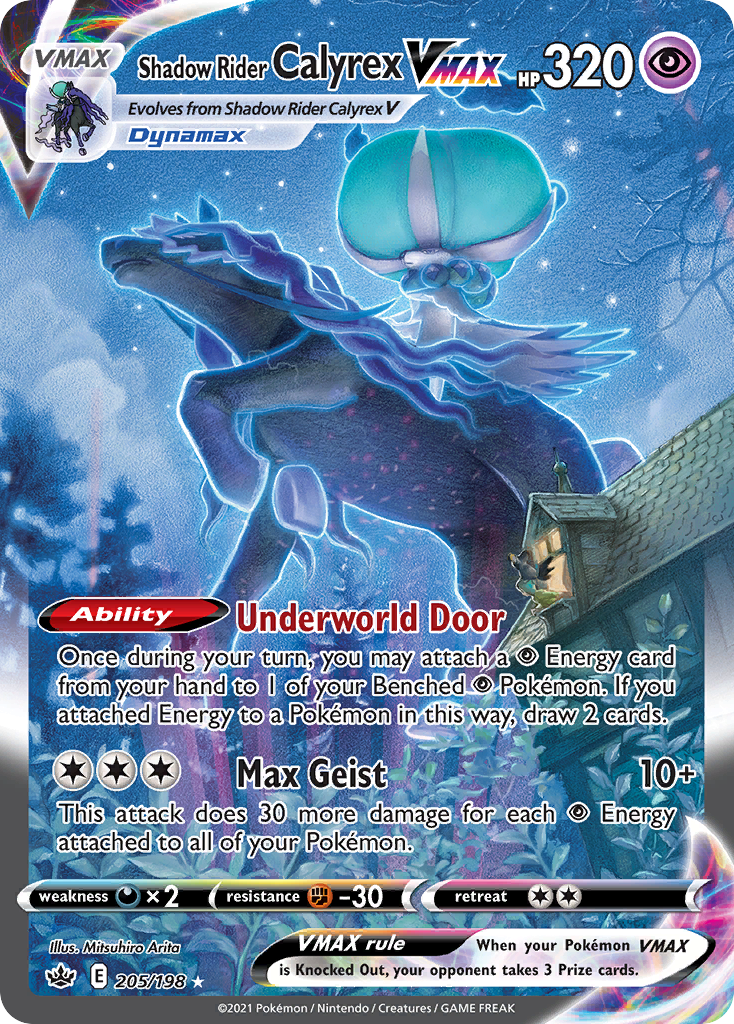 VMAX
Shadow Rider Calyrex VMAX HP 320
Evolves from Shadow Rider Calyrex V
Dynamax
Ability Underworld Door
Once during your turn, you may attach a Energy card
from your hand to 1 of your Benched Pokémon. If you
attached Energy to a Pokémon in this way, draw 2 cards.
Max Geist 10+
This attack does 30 more damage for each Energy
attached to all of your Pokémon.
weakness ×2 resistance -30 retreat
Illus. Mitsuhiro Arita
VMAX rule When your Pokémon VMAX
is Knocked Out, your opponent takes 3 Prize cards.
E 205/198 ★
©2021 Pokémon / Nintendo / Creatures / GAME FREAK